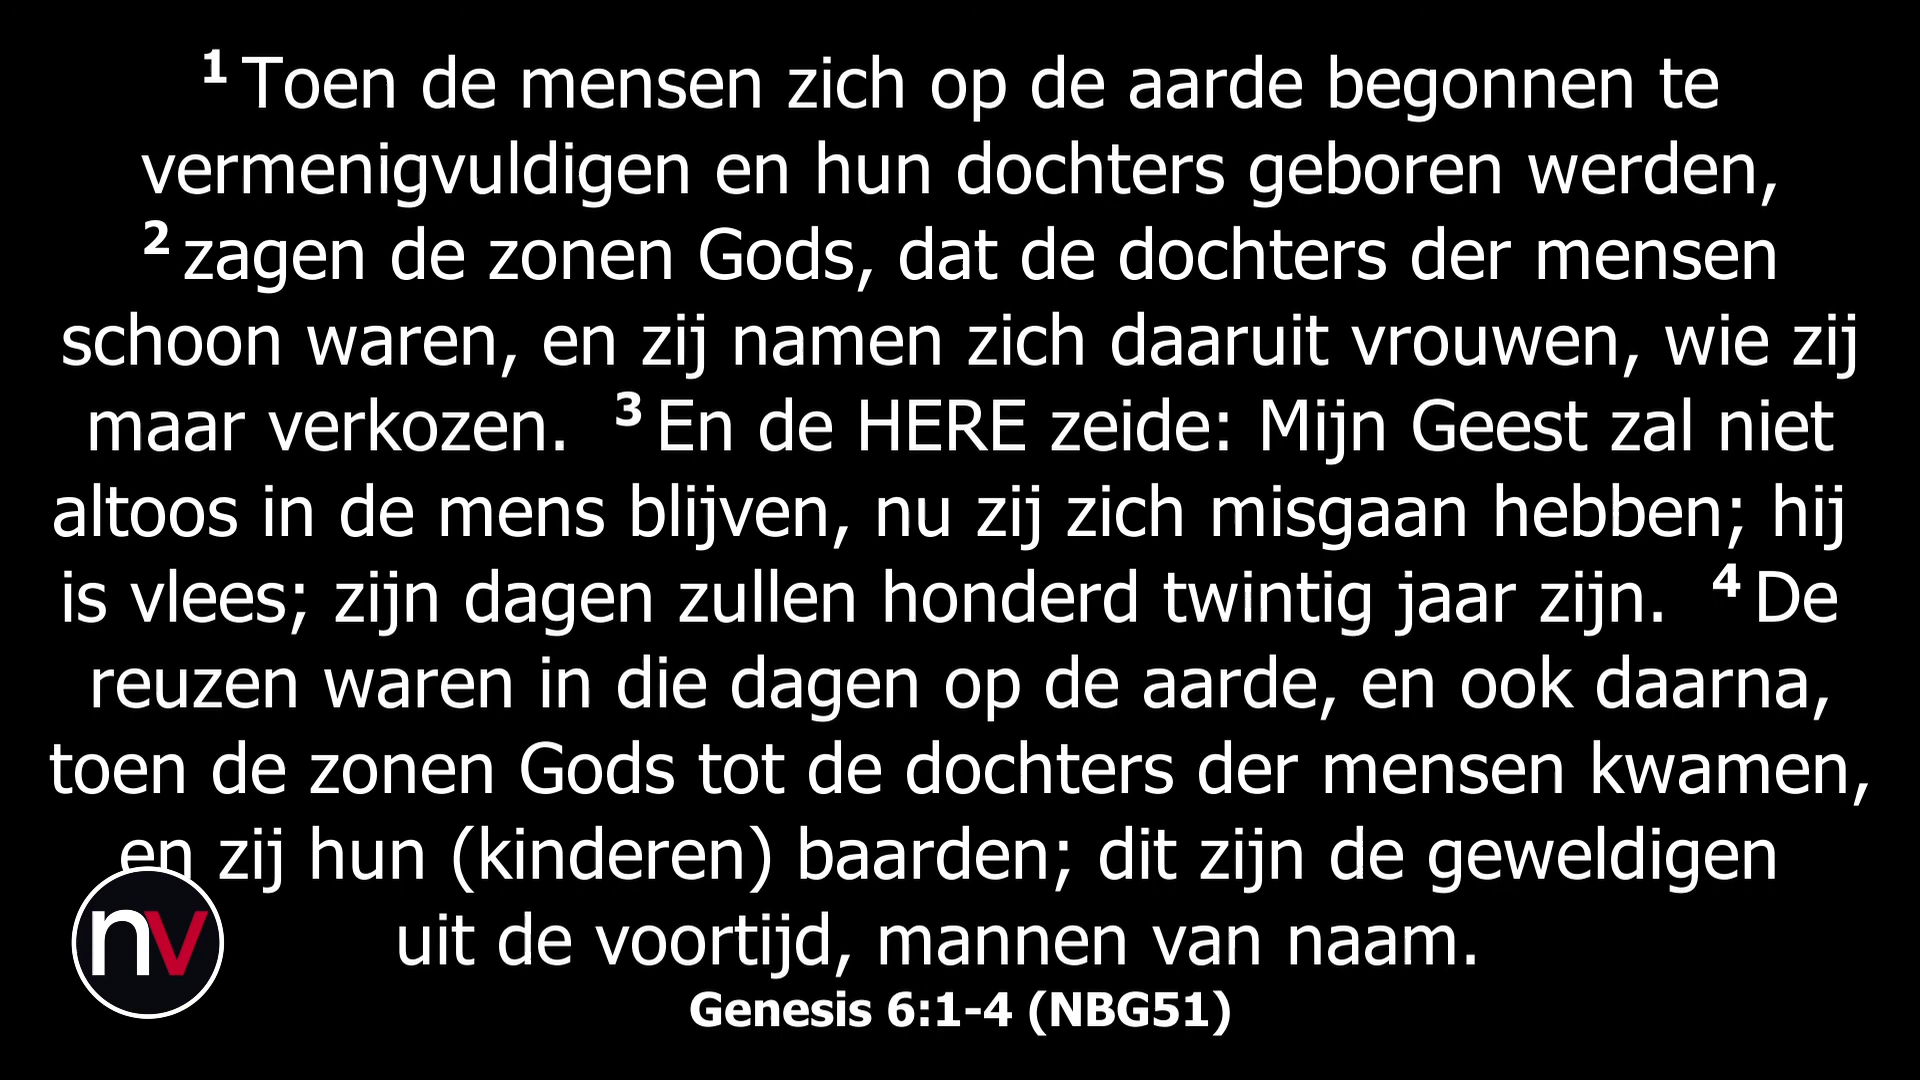 1 Toen de mensen zich op de aarde begonnen te
vermenigvuldigen en hun dochters geboren werden,
2 zagen de zonen Gods, dat de dochters der mensen
schoon waren, en zij namen zich daaruit vrouwen, wie zij
maar verkozen. 3 En de HERE zeide: Mijn Geest zal niet
altoos in de mens blijven, nu zij zich misgaan hebben; hij
is vlees; zijn dagen zullen honderd twintig jaar zijn. 4 De
reuzen waren in die dagen op de aarde, en ook daarna,
toen de zonen Gods tot de dochters der mensen kwamen,
en zij hun (kinderen) baarden; dit zijn de geweldigen
uit de voortijd, mannen van naam.
nv
Genesis 6:1-4 (NBG51)